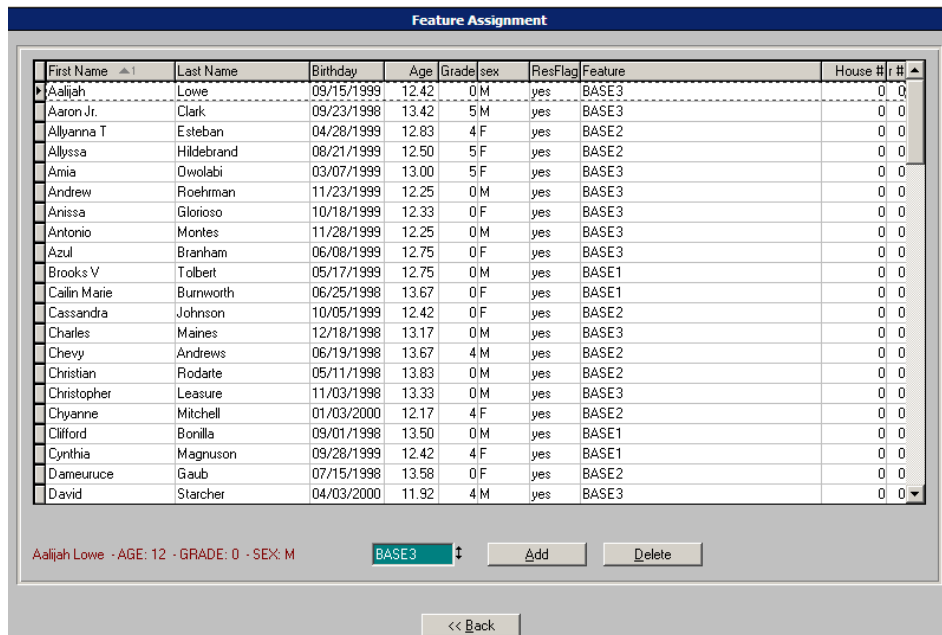 Feature Assignment
First Name 1 Last Name Birthday Age Grade sex ResFlag Feature House # r #
Aalijah Lowe 09/15/1999 12.42 0 M yes BASE3 0 0
Aaron Jr. Clark 09/23/1998 13.42 5 M yes BASE3 0 0
Allyanna T Esteban 04/28/1999 12.83 4 F yes BASE2 0 0
Allyssa Hildebrand 08/21/1999 12.50 5 F yes BASE2 0 0
Amia Owolabi 03/07/1999 13.00 5 F yes BASE3 0 0
Andrew Roehrman 11/23/1999 12.25 0 M yes BASE3 0 0
Anissa Glorioso 10/18/1999 12.33 0 F yes BASE3 0 0
Antonio Montes 11/28/1999 12.25 0 M yes BASE3 0 0
Azul Branham 06/08/1999 12.75 0 F yes BASE3 0 0
Brooks V Tolbert 05/17/1999 12.75 0 M yes BASE1 0 0
Cailin Marie Burnworth 06/25/1998 13.67 0 F yes BASE1 0 0
Cassandra Johnson 10/05/1999 12.42 0 F yes BASE2 0 0
Charles Maines 12/18/1998 13.17 0 M yes BASE3 0 0
Chevy Andrews 06/19/1998 13.67 4 M yes BASE2 0 0
Christian Rodarte 05/11/1998 13.83 0 M yes BASE2 0 0
Christopher Leasure 11/03/1998 13.33 0 M yes BASE3 0 0
Chyanne Mitchell 01/03/2000 12.17 4 F yes BASE2 0 0
Clifford Bonilla 09/01/1998 13.50 0 M yes BASE1 0 0
Cynthia Magnuson 09/28/1999 12.42 4 F yes BASE1 0 0
Dameuruce Gaub 07/15/1998 13.58 0 F yes BASE2 0 0
David Starcher 04/03/2000 11.92 4 M yes BASE3 0 0
Aalijah Lowe - AGE: 12 - GRADE: 0 - SEX: M BASE3 Add Delete
<< Back